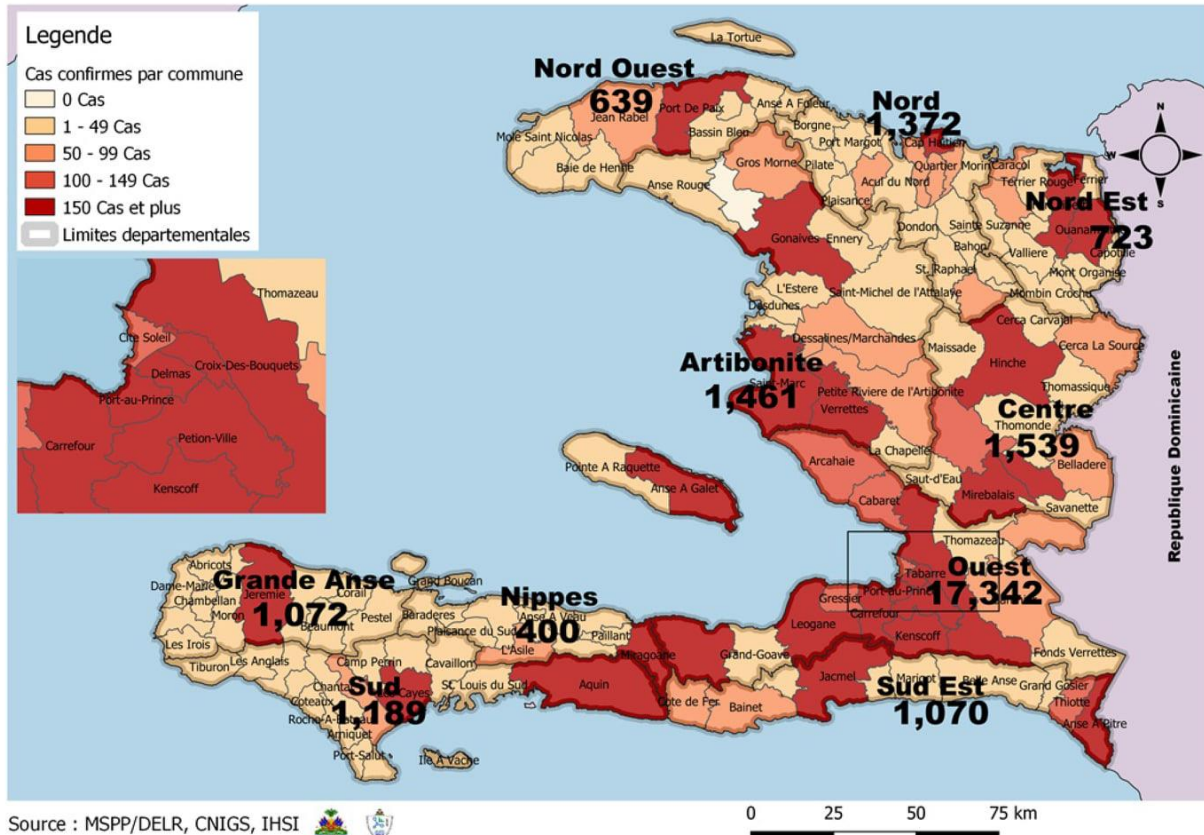 Legende
Cas confirmes par commune
0 Cas
1 - 49 Cas
50 - 99 Cas
100 - 149 Cas
150 Cas et plus
Limites departementales
Thomazeau
Cite Soleil
Croix-Des-Bouquets
Delmas
Port-au-Prince
Petion-Ville
Carrefour
Kenscoff
La Tortue
Nord Ouest
639
Port De Paix
Jean Rabel
Anse A Foleur
Mole Saint Nicolas
Bassin Bleu
Baie de Henne
Nord
1,372
Borgne
Port Margot
Cap Haitien
Quartier Morin
Caracol
Gros Morne
Pilate
Acul du Nord
Terrier Rouge
Ferrier
Anse Rouge
Plaisance
Nord Est
723
Sainte Suzanne
Gonaives
Ennery
Dondon
Bahon
Valliere
Capotille
St. Raphael
Mont Organise
L'Estere
Saint-Michel de l'Attalaye
Mombin Crochu
Desdunes
Cerca Carvajal
Dessalines/Marchandes
Maissade
Cerca La Source
Hinche
Artibonite
1,461
Saint-Marc
Petite Riviere de l'Artibonite
Thomassique
Verrettes
Centre
1,539
Thomonde
La Chapelle
Belladere
Arcahaie
Saut-d'Eau
Mirebalais
Savanette
Cabaret
Pointe A Raquette
Anse A Galet
Thomazeau
Ouest
17,342
Tabarre
Port-au-Prince
Gressier
Carrefour
Leogane
Kenscoff
Fonds Verrettes
Abricots
Dame-Marie
Grande Anse
1,072
Jeremie
Corail
Grand Boucan
Chambellan
Moron
Pestel
Baraderes
Beaumont
Les Irois
Nippes
400
Anse A Veau
Plaisance du Sud
Paillant
L'Asile
Miragoane
Grand-Goave
Tiburon
Les Anglais
Camp Perrin
Cavaillon
St. Louis du Sud
Aquin
Sud
1,189
Coteaux
Port-Salut
Ile A Vache
Cote de Fer
Bainet
Jacmel
Sud Est
1,070
Marigot
Belle Anse
Grand Gosier
Thiotte
Anse A Pitre
Republique Dominicaine
N
W
E
S
Source : MSPP/DELR, CNIGS, IHSI
0 25 50 75 km